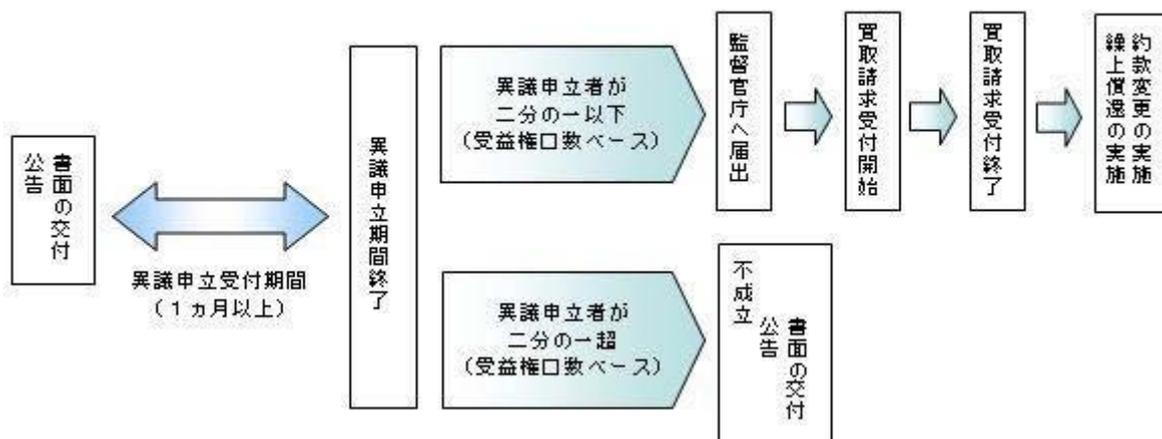 書面の交付
公告
異議申立受付期間
（１ヵ月以上）
異議申立期間終了
異議申立者が
二分の一以下
（受益権口数ベース）
監督官庁へ届出
買取請求受付開始
買取請求受付終了
約款変更の実施
繰上償還の実施
異議申立者が
二分の一超
（受益権口数ベース）
不成立
書面の交付
公告